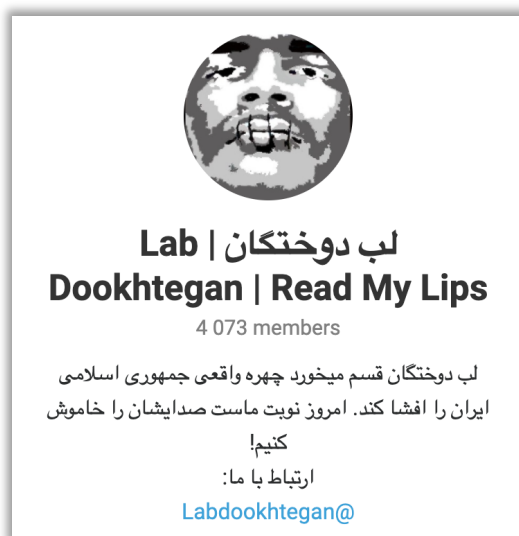 لب دوختگان | Lab
Dookhtegan | Read My Lips
4 073 members
لب دوختگان قسم میخورد چهره واقعی جمهوری اسلامی
ایران را افشا کند. امروز نوبت ماست صدایشان را خاموش
کنیم!
ارتباط با ما:
@Labdookhtegan